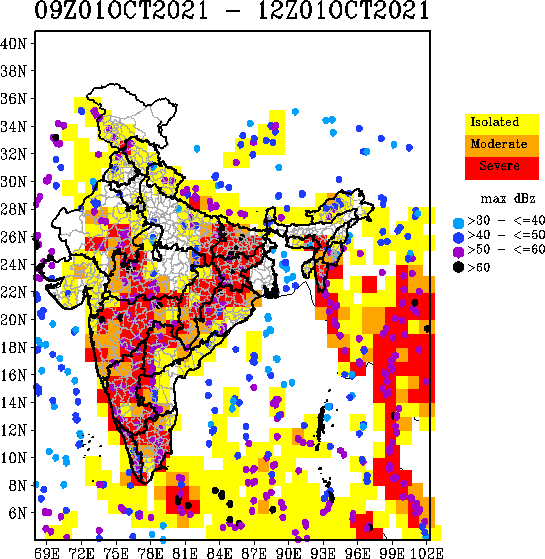 09Z01OCT2021 - 12Z01OCT2021
40N
38N
36N
34N
32N
30N
28N
26N
24N
22N
20N
18N
16N
14N
12N
10N
8N
6N
69E 72E 75E 78E 81E 84E 87E 90E 93E 96E 99E 102E
Isolated
Moderate
Severe
max dBz
>30 - <=40
>40 - <=50
>50 - <=60
>60